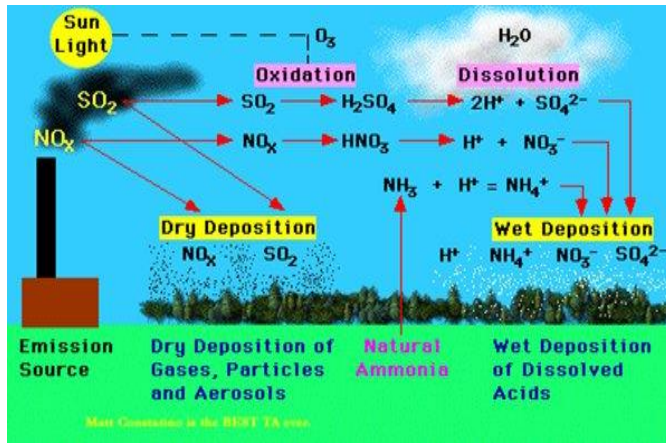 Sun
Light
O₃
H₂O
Oxidation
Dissolution
SO₂
SO₂
H₂SO₄
2H⁺ + SO₄²⁻
NOₓ
NOₓ
HNO₃
H⁺ + NO₃⁻
NH₃ + H⁺ = NH₄⁺
Dry Deposition
Wet Deposition
NOₓ SO₂
H⁺ NH₄⁺ NO₃⁻ SO₄²⁻
Emission
Source
Dry Deposition of
Gases, Particles
and Aerosols
Natural
Ammonia
Wet Deposition
of Dissolved
Acids
Matt Constantino is the BEST TA ever.